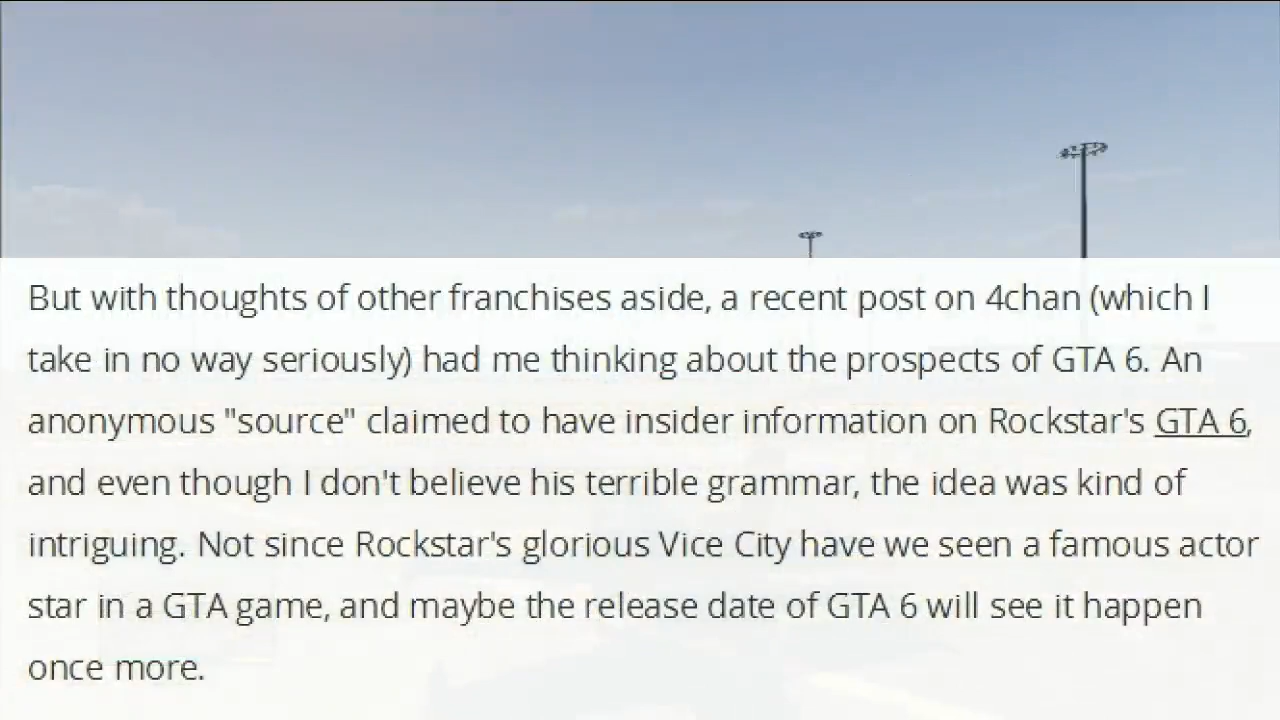 But with thoughts of other franchises aside, a recent post on 4chan (which I
take in no way seriously) had me thinking about the prospects of GTA 6. An
anonymous "source" claimed to have insider information on Rockstar's GTA 6,
and even though I don't believe his terrible grammar, the idea was kind of
intriguing. Not since Rockstar's glorious Vice City have we seen a famous actor
star in a GTA game, and maybe the release date of GTA 6 will see it happen
once more.